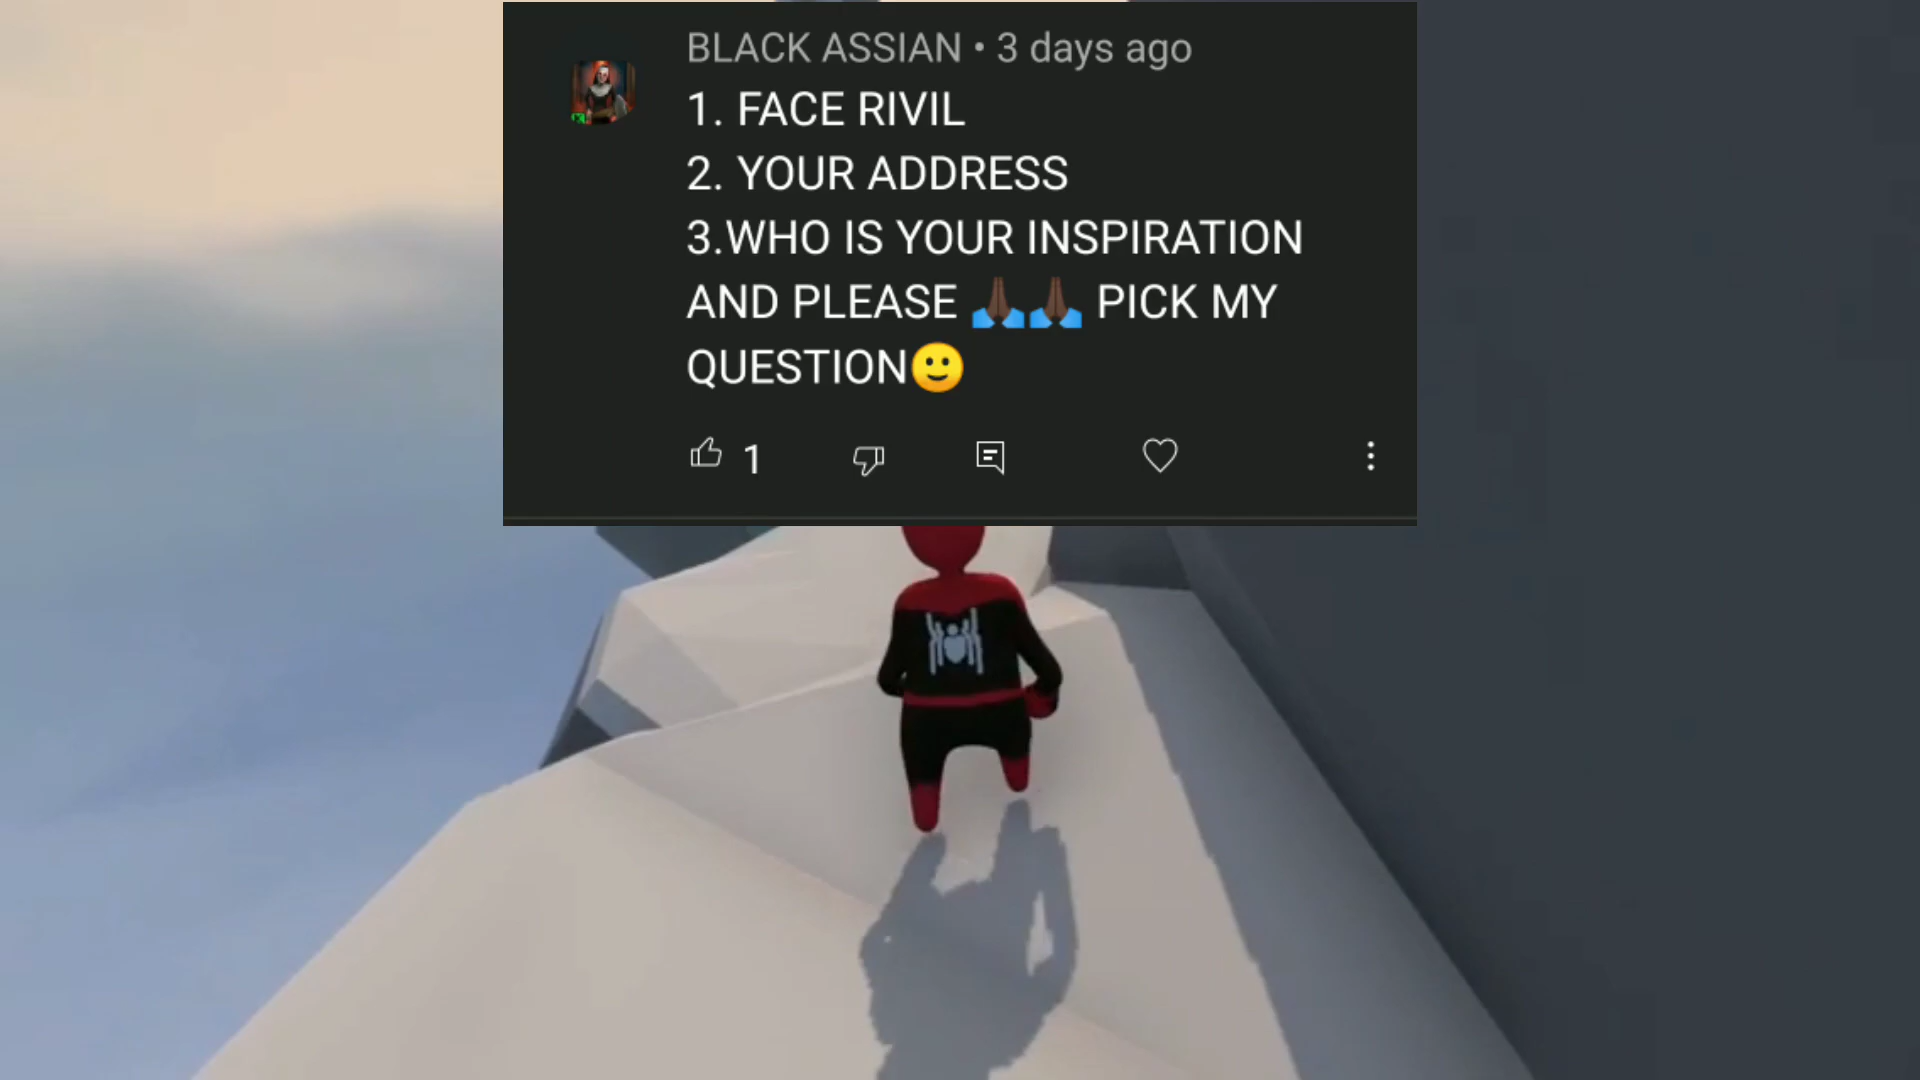 BLACK ASSIAN • 3 days ago
1. FACE RIVIL
2. YOUR ADDRESS
3.WHO IS YOUR INSPIRATION
AND PLEASE 🙏🏿🙏🏿 PICK MY
QUESTION🙂
1